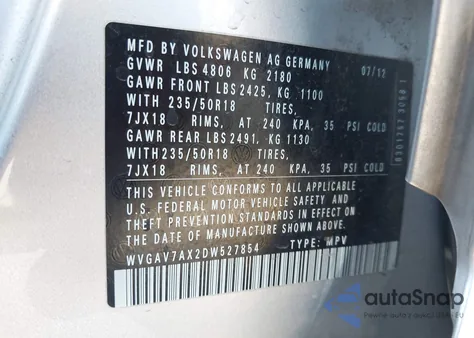 MFD BY VOLKSWAGEN AG GERMANY
GVWR LBS 4806 KG 2180 07/12
GAWR FRONT LBS 2425, KG 1100
WITH 235/50R18 TIRES,
7JX18 RIMS, AT 240 KPA, 35 PSI COLD
GAWR REAR LBS 2491, KG 1130
WITH 235/50R18 TIRES,
7JX18 RIMS, AT 240 KPA, 35 PSI COLD
THIS VEHICLE CONFORMS TO ALL APPLICABLE
U.S. FEDERAL MOTOR VEHICLE SAFETY AND
THEFT PREVENTION STANDARDS IN EFFECT ON
THE DATE OF MANUFACTURE SHOWN ABOVE
WVGAV7AX2DW527854 TYPE: MPV
autoSnap